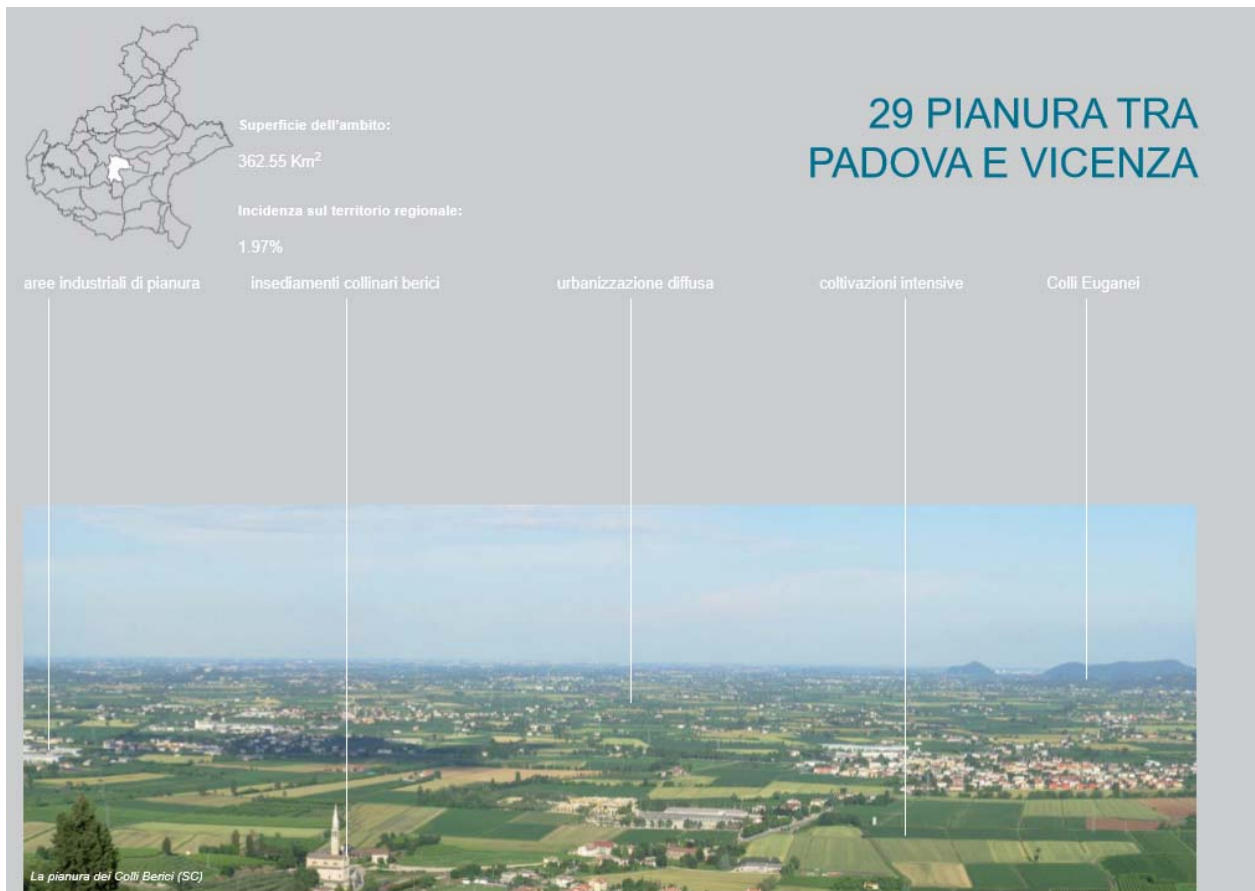 29 PIANURA TRA
PADOVA E VICENZA
Superficie dell'ambito:
362.55 Km²
Incidenza sul territorio regionale:
1.97%
aree industriali di pianura
insediamenti collinari berici
urbanizzazione diffusa
coltivazioni intensive
Colli Euganei
La pianura dei Colli Berici (SC)